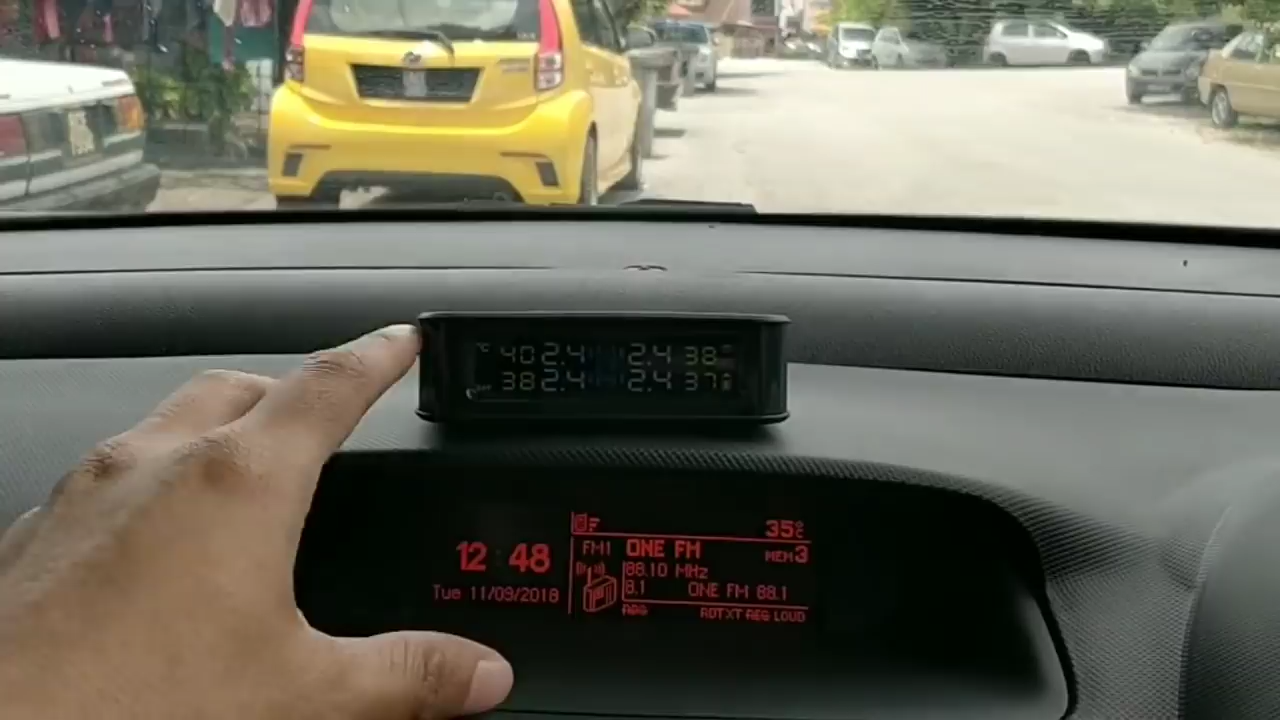 °C 40 2.4 2.4 38
38 2.4 2.4 37
35°C
12:48
FM1 ONE FM MEM3
88.10 MHz
Tue 11/09/2018
8.1 ONE FM 88.1
RDTXT REG LOUD